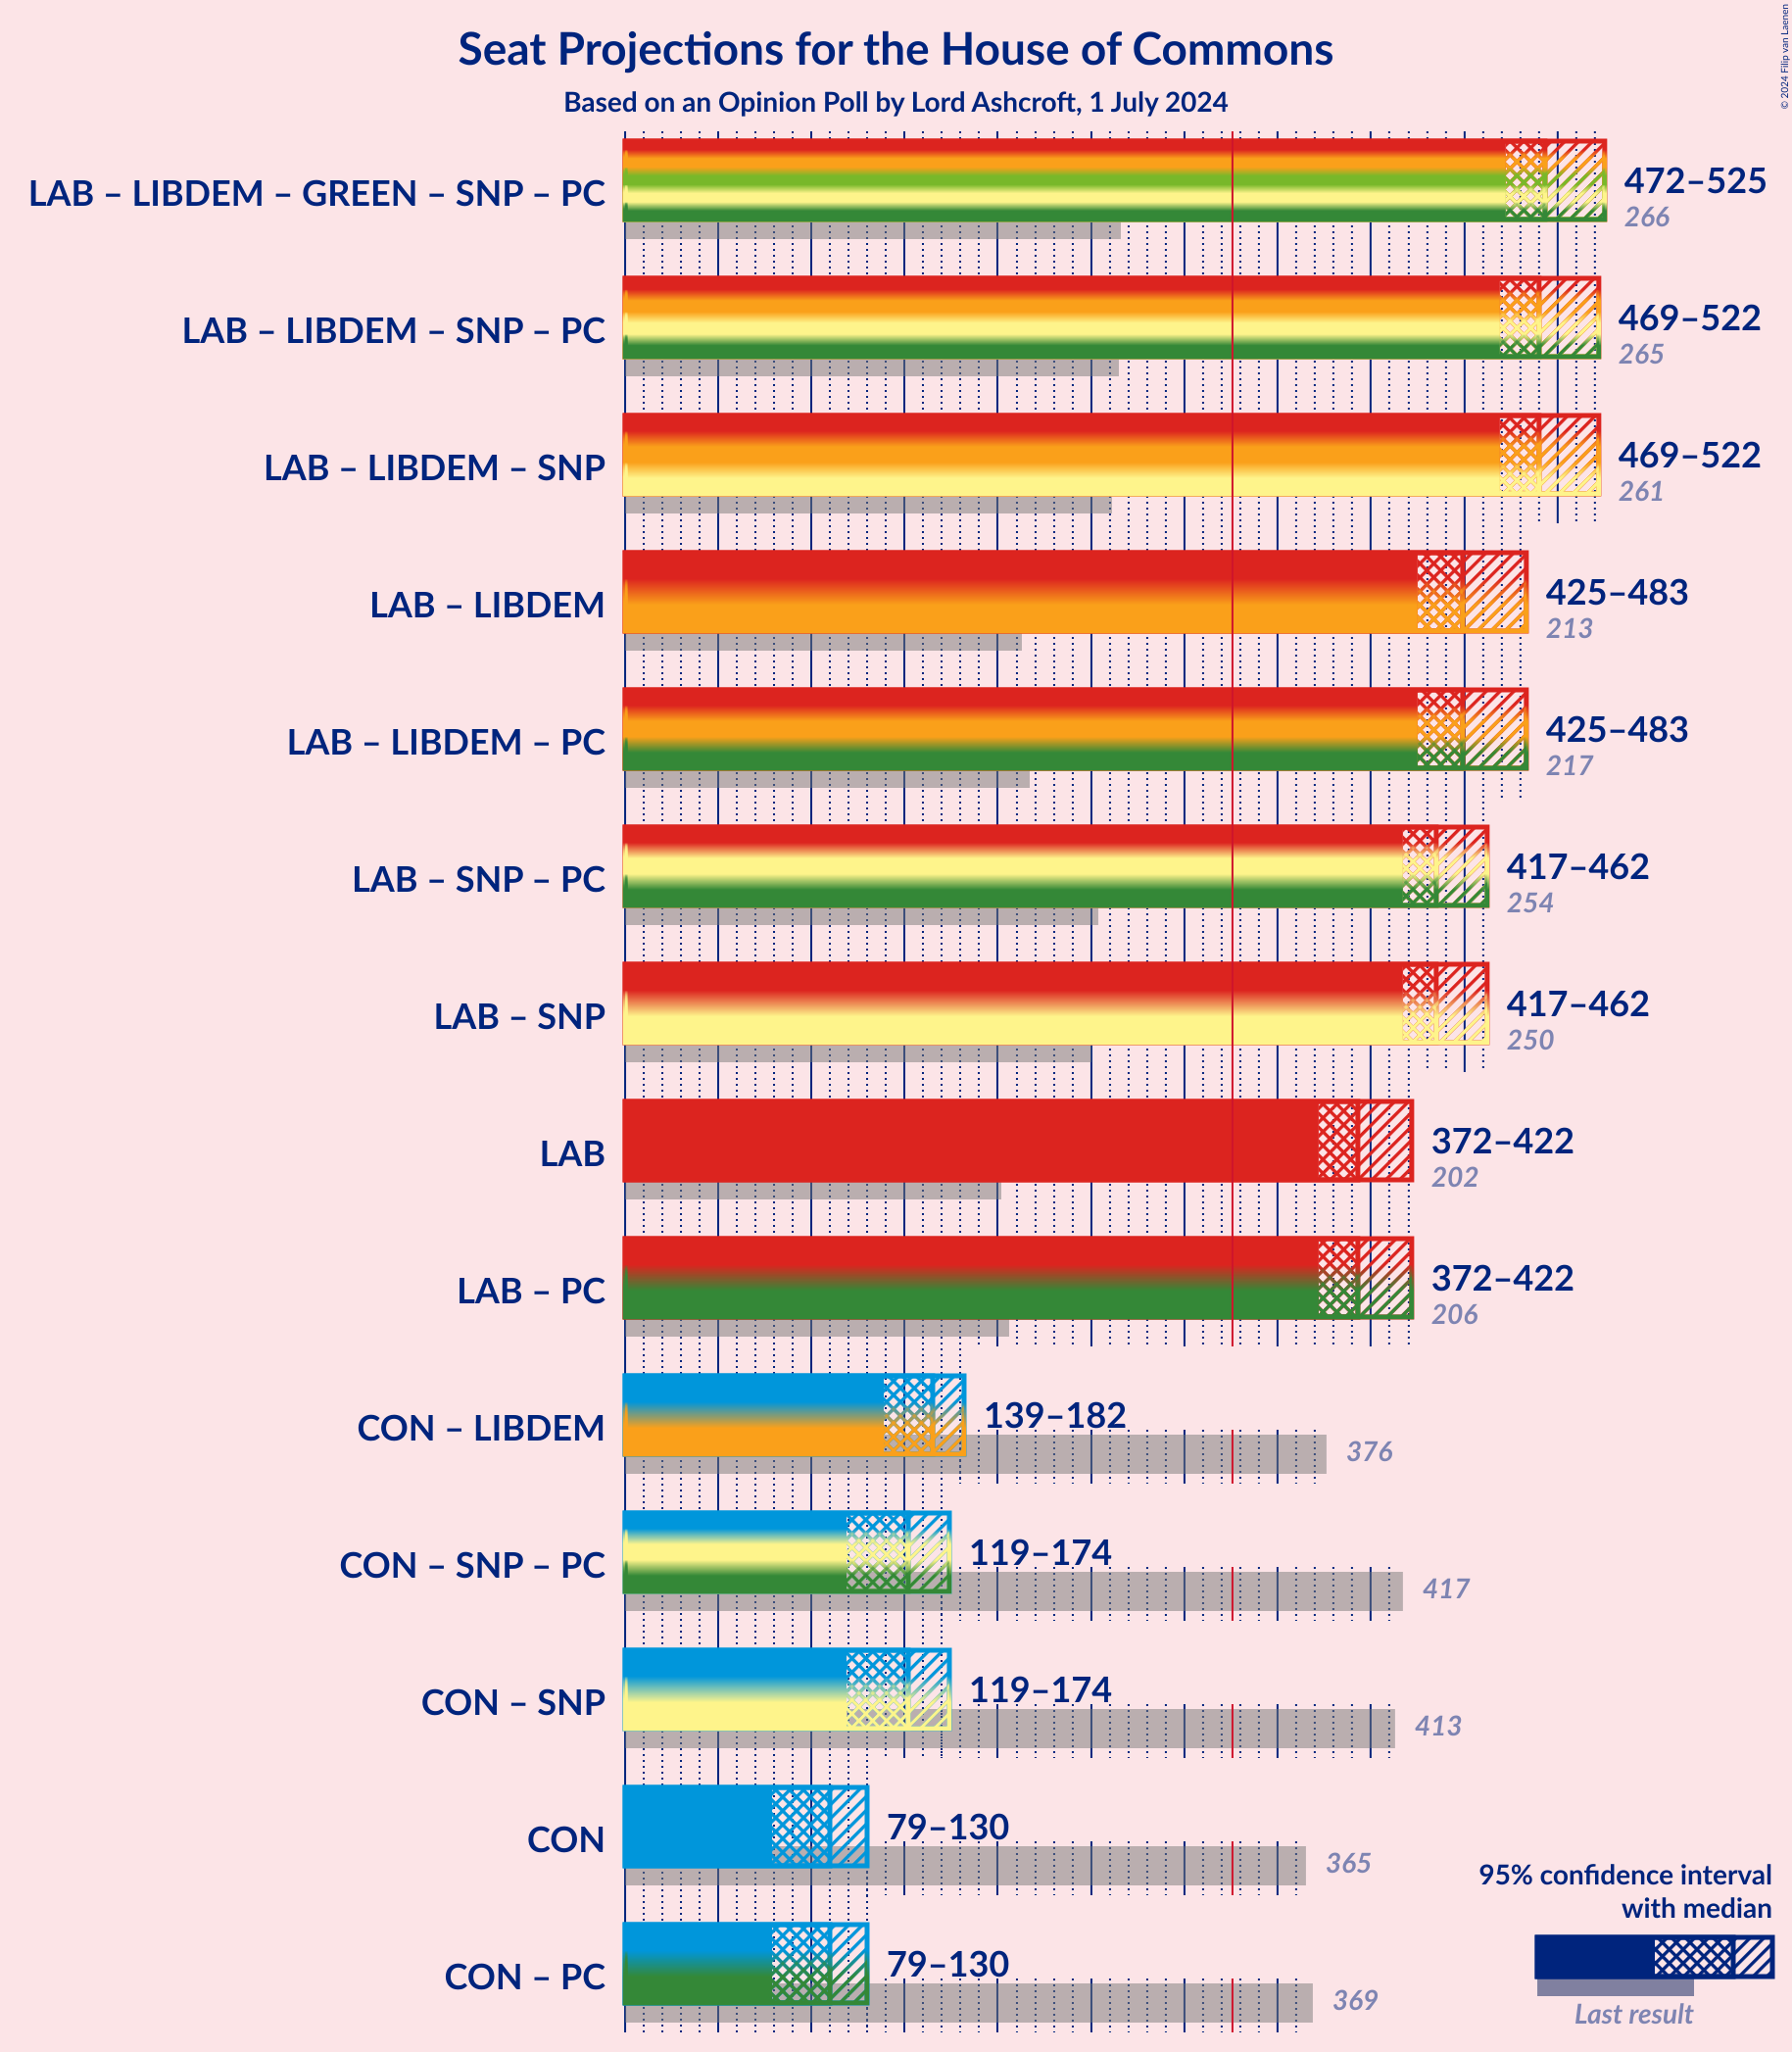 Seat Projections for the House of Commons
Based on an Opinion Poll by Lord Ashcroft, 1 July 2024
© 2024 Filip van Laenen
LAB – LIBDEM – GREEN – SNP – PC
472–525
266
LAB – LIBDEM – SNP – PC
469–522
265
LAB – LIBDEM – SNP
469–522
261
LAB – LIBDEM
425–483
213
LAB – LIBDEM – PC
425–483
217
LAB – SNP – PC
417–462
254
LAB – SNP
417–462
250
LAB
372–422
202
LAB – PC
372–422
206
CON – LIBDEM
139–182
376
CON – SNP – PC
119–174
417
CON – SNP
119–174
413
CON
79–130
365
CON – PC
79–130
369
95% confidence interval
with median
Last result